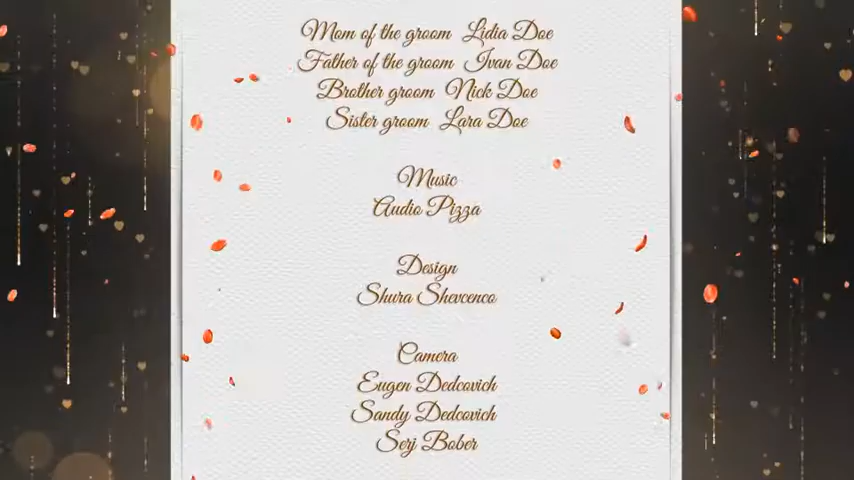 Mom of the groom Lidia Doe
Father of the groom Ivan Doe
Brother groom Nick Doe
Sister groom Lara Doe
Music
Audio Pizza
Design
Shura Shevcenco
Camera
Eugen Dedcovich
Sandy Dedcovich
Serj Bober